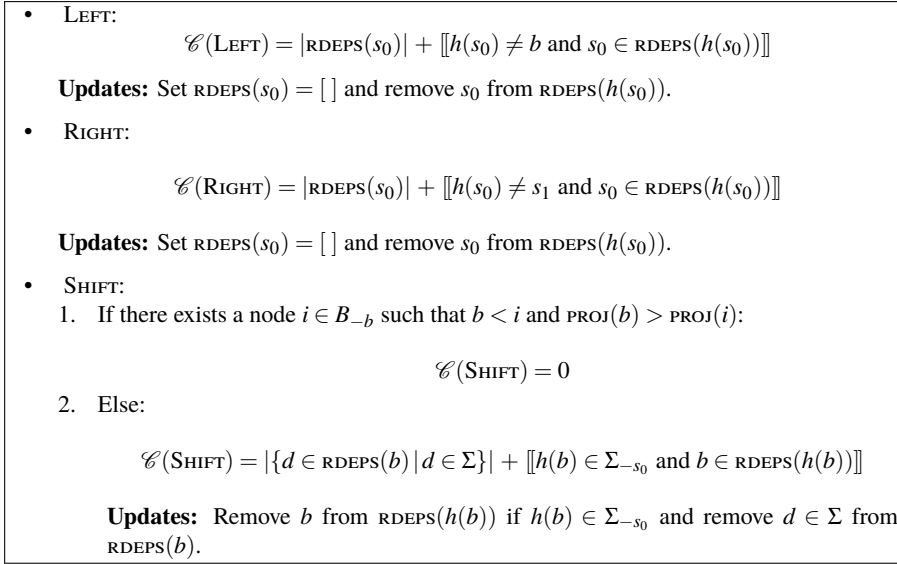 • LEFT:
𝒞(LEFT) = |RDEPS(s₀)| + ⟦h(s₀) ≠ b and s₀ ∈ RDEPS(h(s₀))⟧
Updates: Set RDEPS(s₀) = [ ] and remove s₀ from RDEPS(h(s₀)).
• RIGHT:
𝒞(RIGHT) = |RDEPS(s₀)| + ⟦h(s₀) ≠ s₁ and s₀ ∈ RDEPS(h(s₀))⟧
Updates: Set RDEPS(s₀) = [ ] and remove s₀ from RDEPS(h(s₀)).
• SHIFT:
1. If there exists a node i ∈ B₋b such that b < i and PROJ(b) > PROJ(i):
𝒞(SHIFT) = 0
2. Else:
𝒞(SHIFT) = |{d ∈ RDEPS(b) | d ∈ Σ}| + ⟦h(b) ∈ Σ₋s₀ and b ∈ RDEPS(h(b))⟧
Updates: Remove b from RDEPS(h(b)) if h(b) ∈ Σ₋s₀ and remove d ∈ Σ from
RDEPS(b).